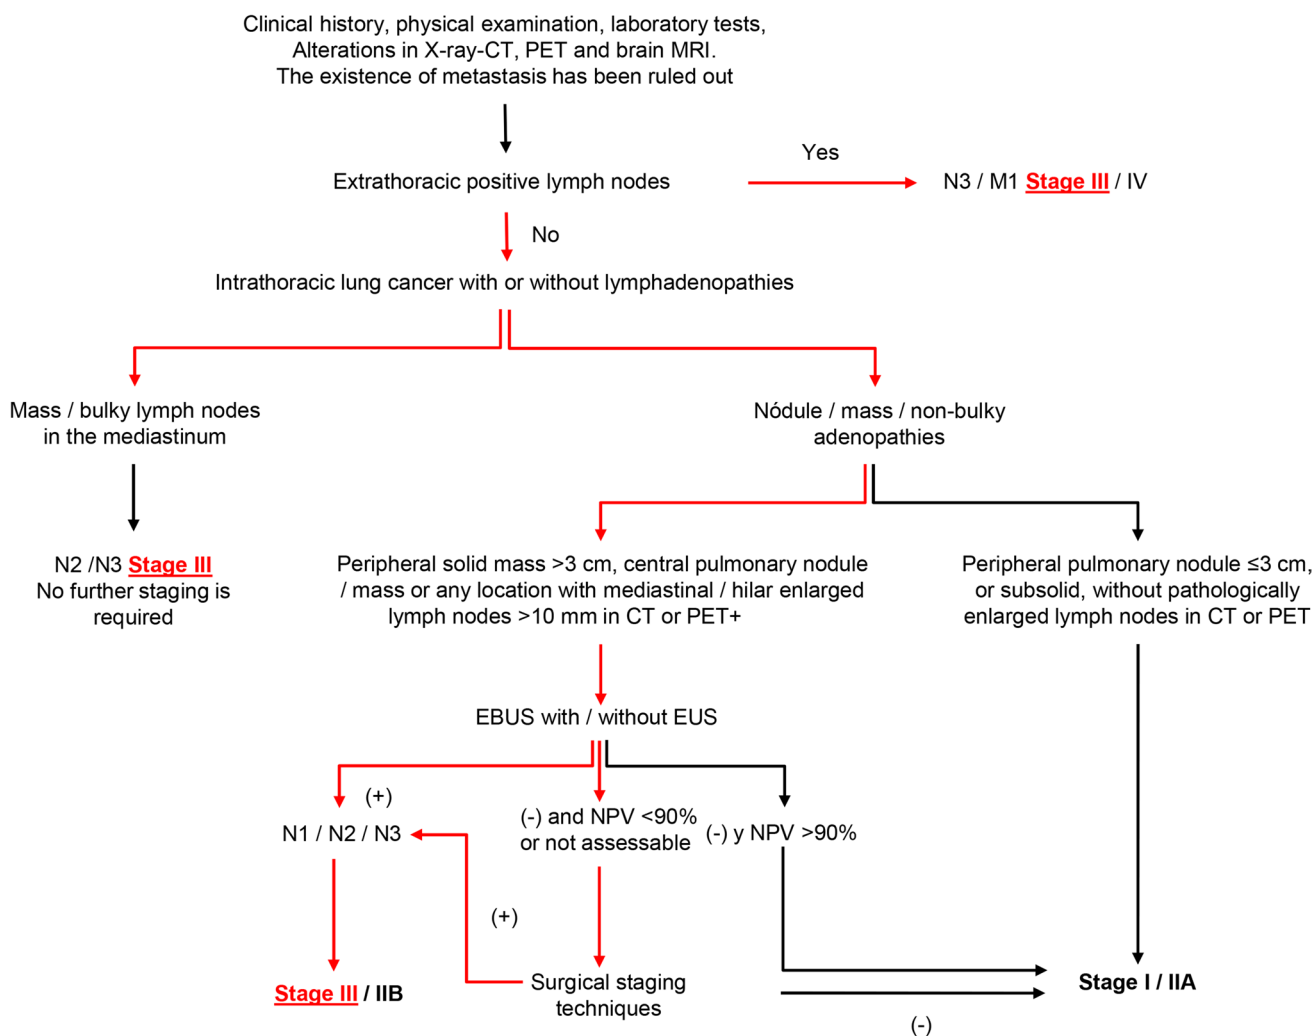 Clinical history, physical examination, laboratory tests,
Alterations in X-ray-CT, PET and brain MRI.
The existence of metastasis has been ruled out
Yes
Extrathoracic positive lymph nodes
N3 / M1 Stage III / IV
No
Intrathoracic lung cancer with or without lymphadenopathies
Mass / bulky lymph nodes
in the mediastinum
Nódule / mass / non-bulky
adenopathies
N2 /N3 Stage III
No further staging is
required
Peripheral solid mass >3 cm, central pulmonary nodule
/ mass or any location with mediastinal / hilar enlarged
lymph nodes >10 mm in CT or PET+
Peripheral pulmonary nodule ≤3 cm,
or subsolid, without pathologically
enlarged lymph nodes in CT or PET
EBUS with / without EUS
(+)
N1 / N2 / N3
(-) and NPV <90%
or not assessable
(-) y NPV >90%
(+)
Stage III / IIB
Surgical staging
techniques
Stage I / IIA
(-)